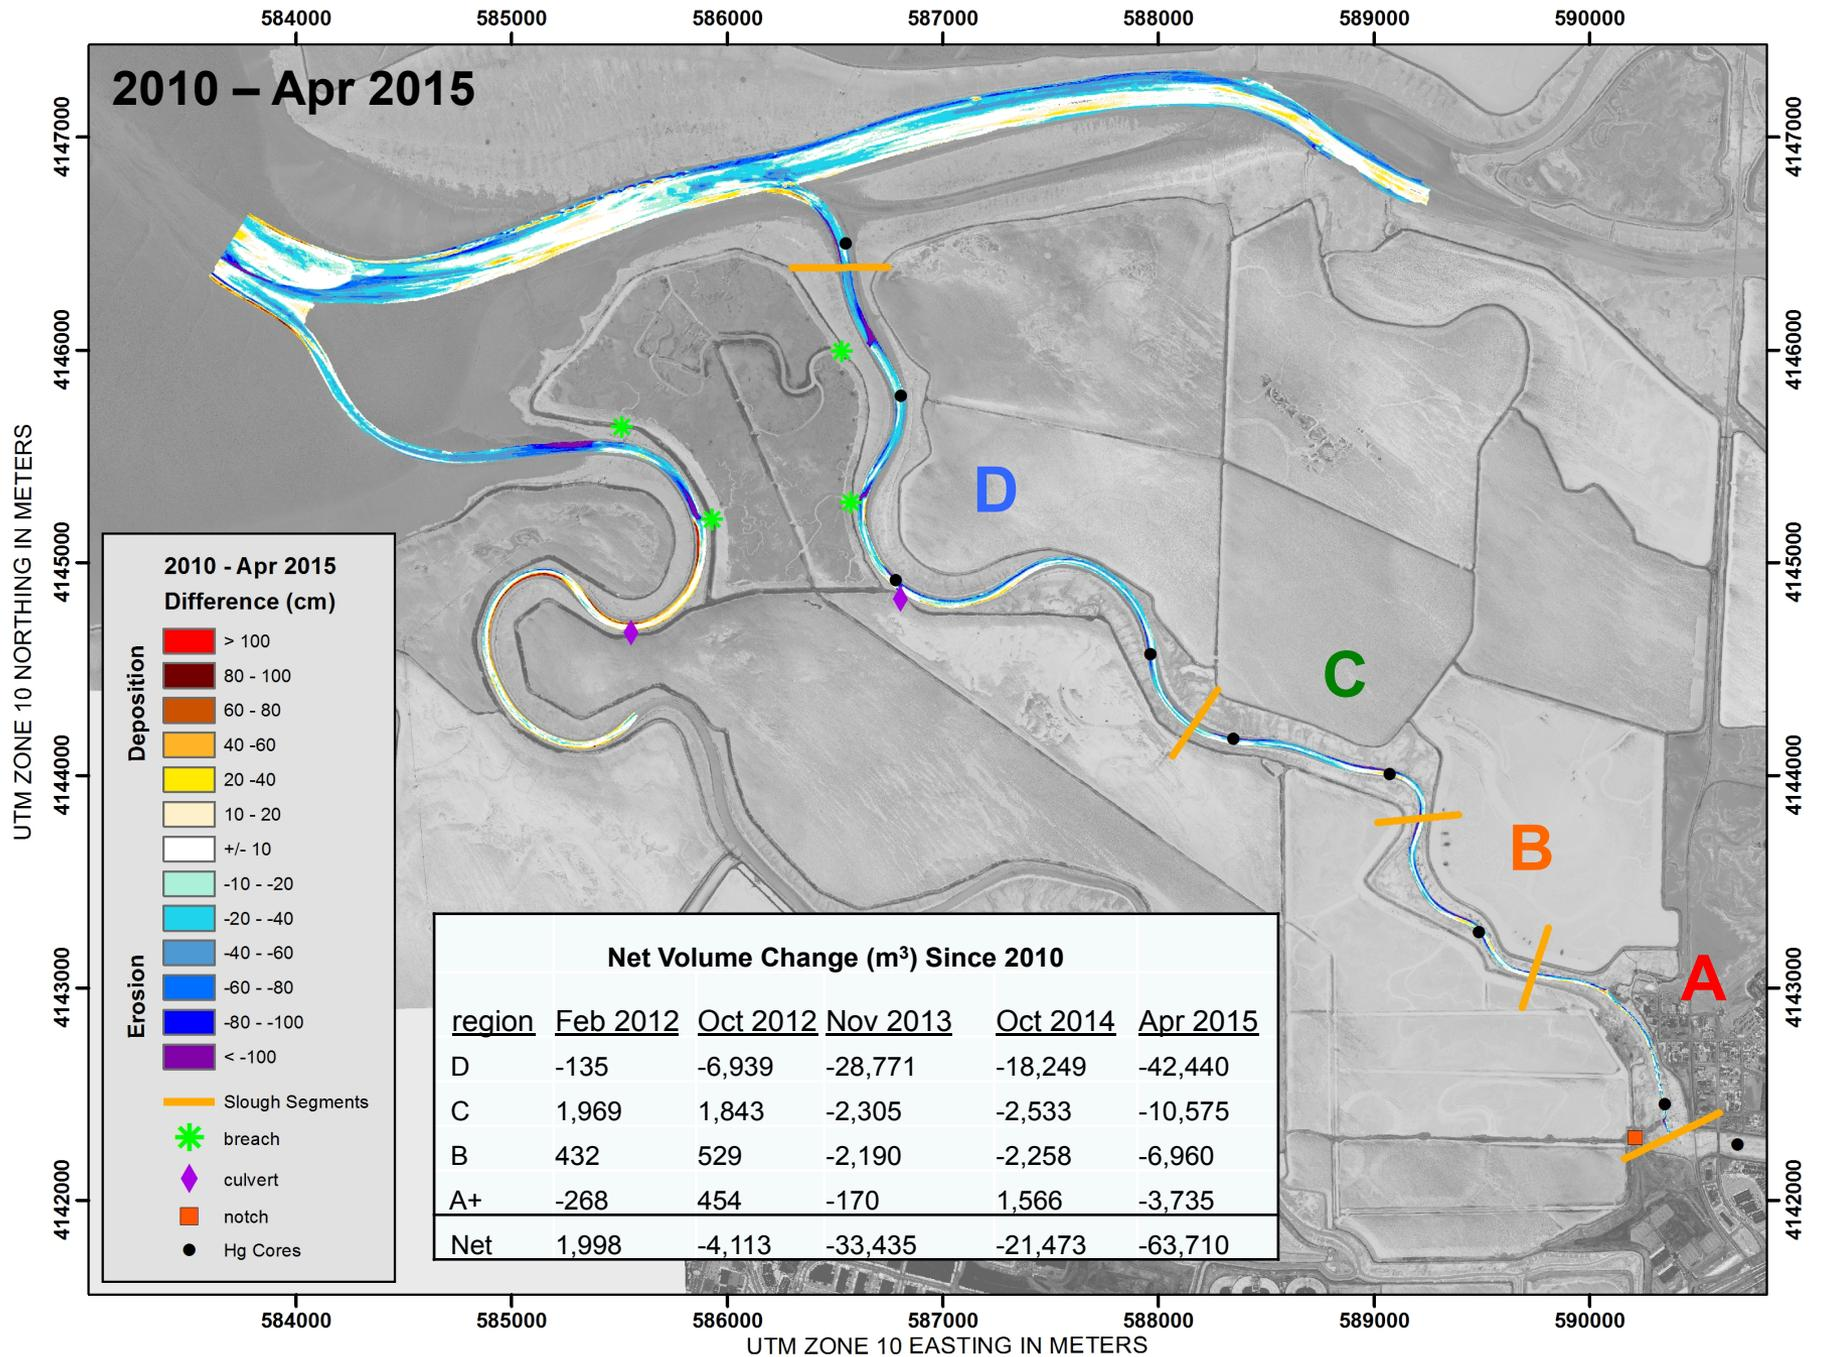 584000 585000 586000 587000 588000 589000 590000
2010 – Apr 2015
4147000
4146000
4145000
4144000
4143000
4142000
UTM ZONE 10 NORTHING IN METERS
4147000
4146000
4145000
4144000
4143000
4142000
D
C
B
A
2010 - Apr 2015
Difference (cm)
Deposition
Erosion
> 100
80 - 100
60 - 80
40 -60
20 -40
10 - 20
+/- 10
-10 - -20
-20 - -40
-40 - -60
-60 - -80
-80 - -100
< -100
Slough Segments
breach
culvert
notch
Hg Cores
Net Volume Change (m³) Since 2010
region Feb 2012 Oct 2012 Nov 2013 Oct 2014 Apr 2015
D -135 -6,939 -28,771 -18,249 -42,440
C 1,969 1,843 -2,305 -2,533 -10,575
B 432 529 -2,190 -2,258 -6,960
A+ -268 454 -170 1,566 -3,735
Net 1,998 -4,113 -33,435 -21,473 -63,710
584000 585000 586000 587000 588000 589000 590000
UTM ZONE 10 EASTING IN METERS